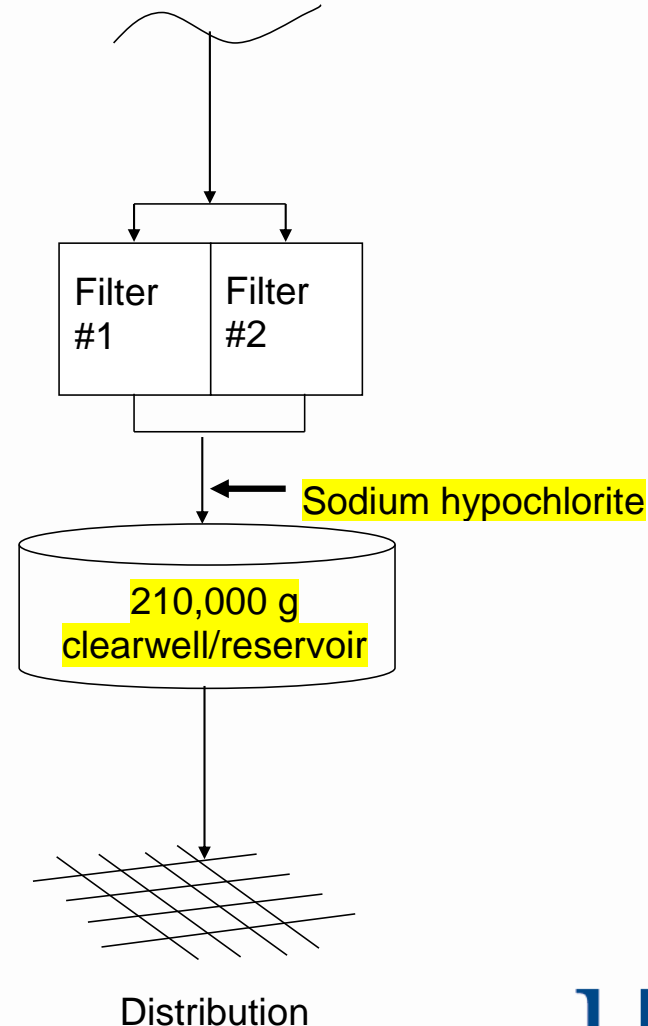 Filter #1
Filter #2
Sodium hypochlorite
210,000 g
clearwell/reservoir
Distribution